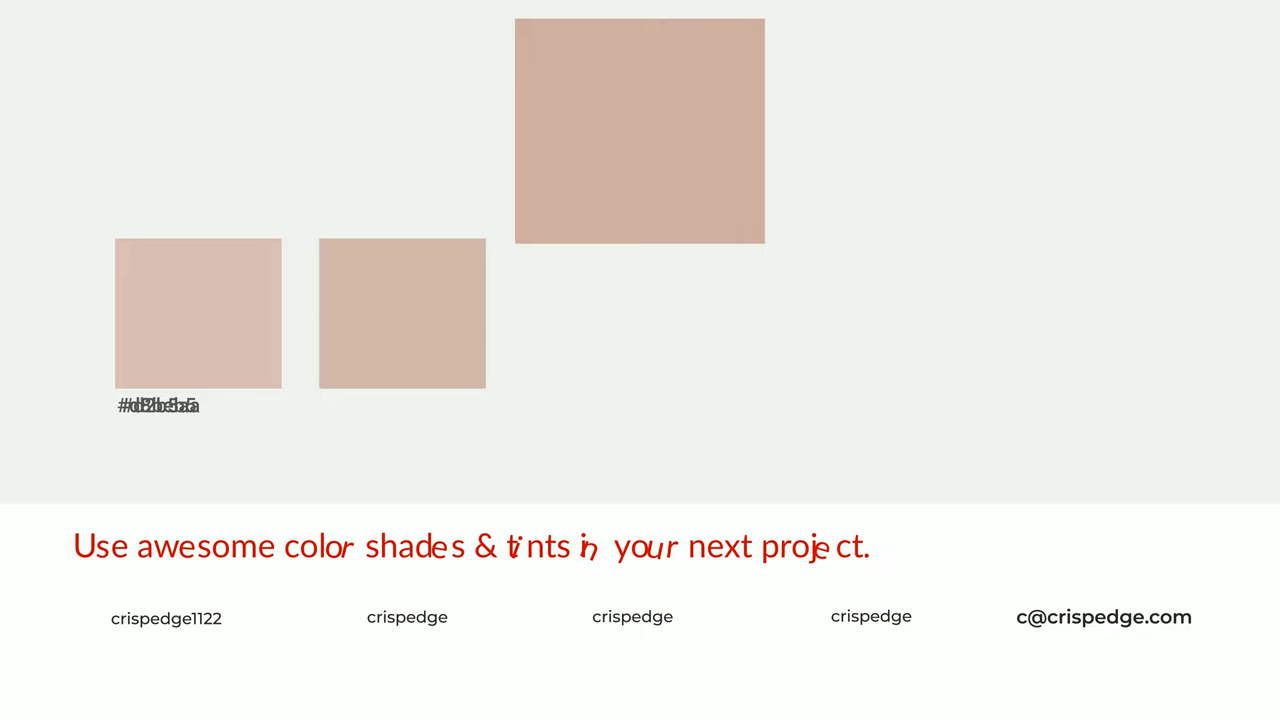 Use awesome color shades & tints in your next project.
crispedge1122 crispedge crispedge crispedge c@crispedge.com